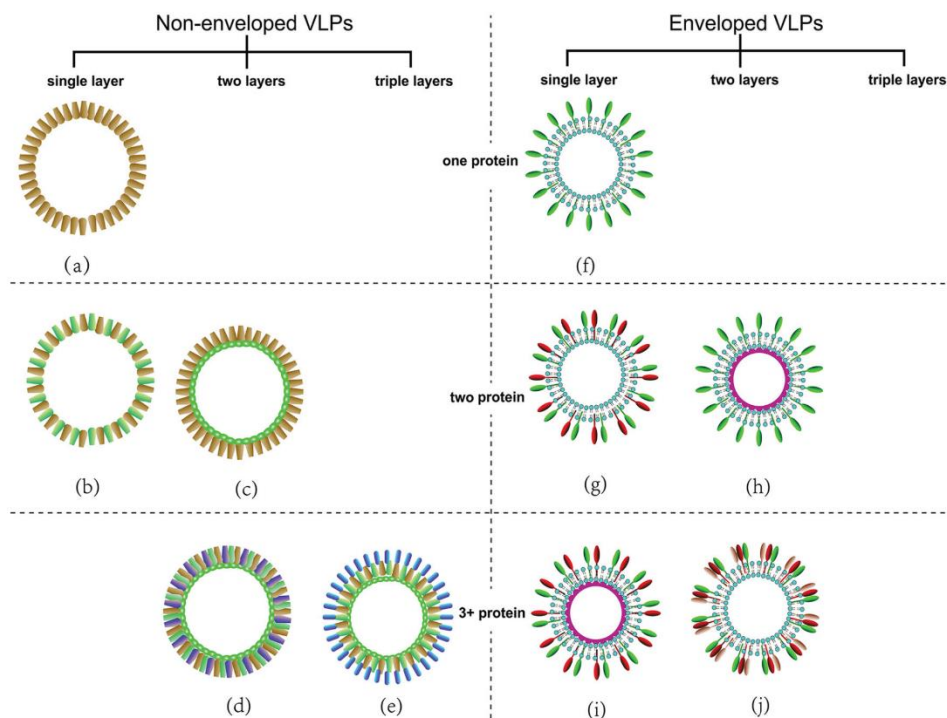 Non-enveloped VLPs
Enveloped VLPs
single layer
two layers
triple layers
single layer
two layers
triple layers
one protein
(a)
(f)
two protein
(b)
(c)
(g)
(h)
3+ protein
(d)
(e)
(i)
(j)